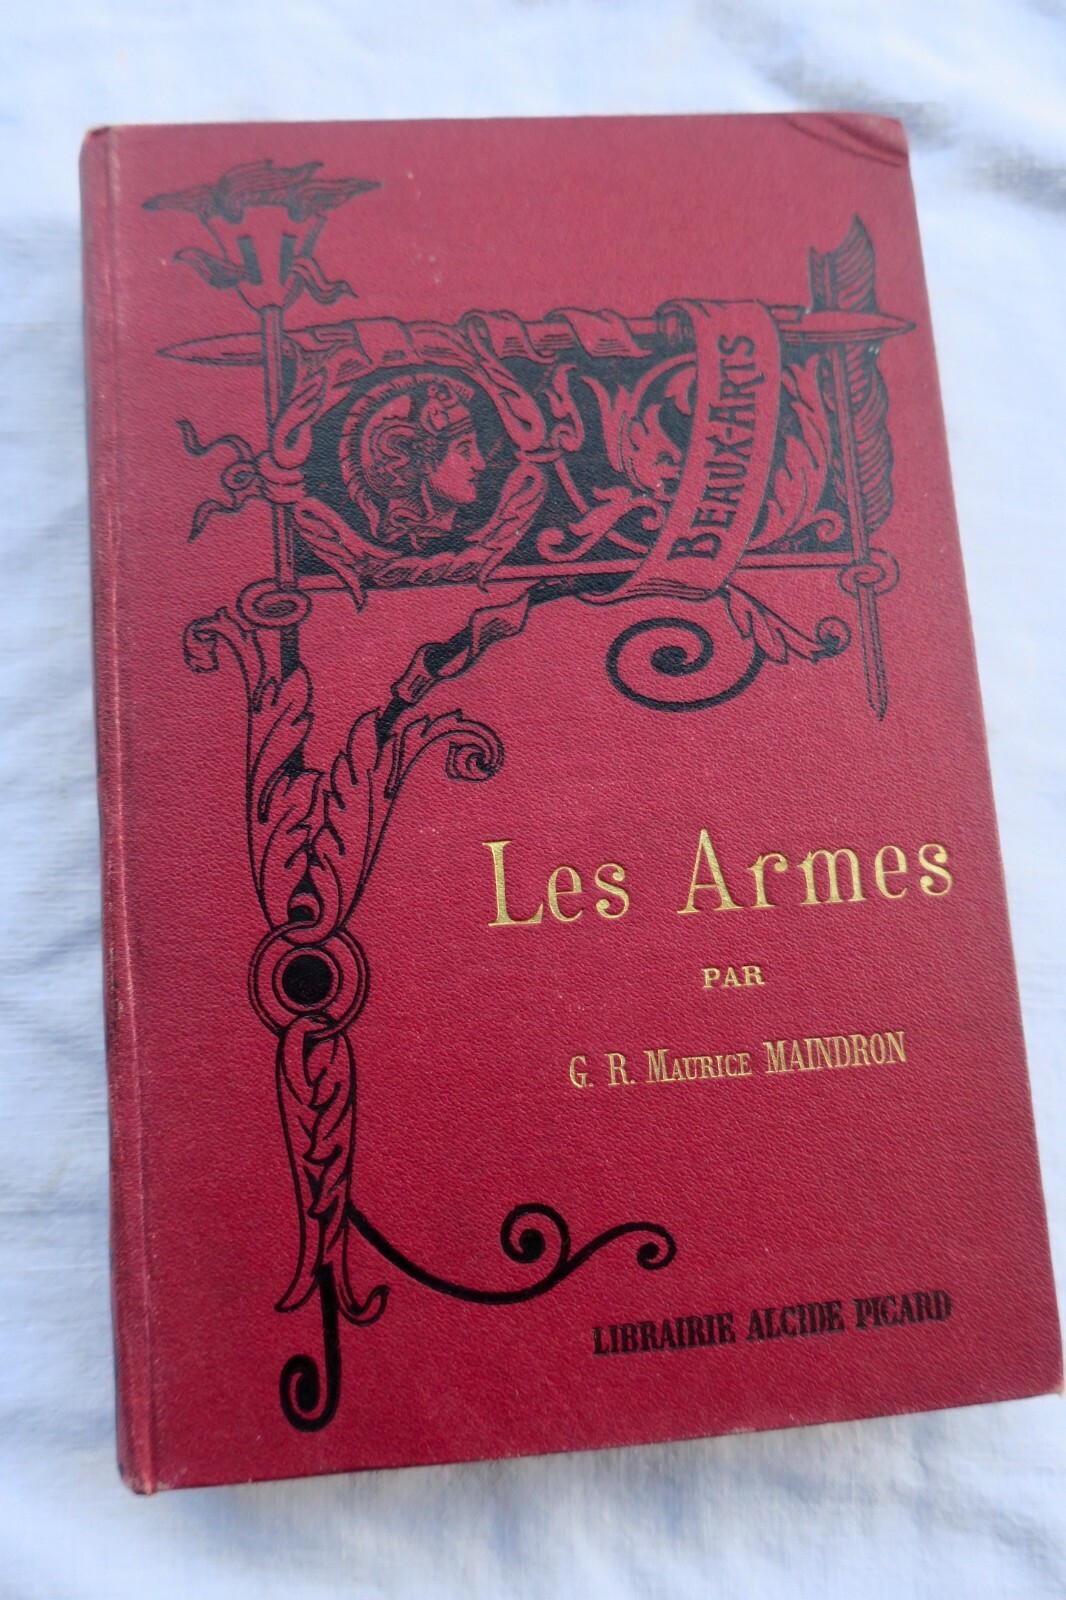 BEAUX-ARTS
Les Armes
PAR
G. R. MAURICE MAINDRON
LIBRAIRIE ALCIDE PICARD